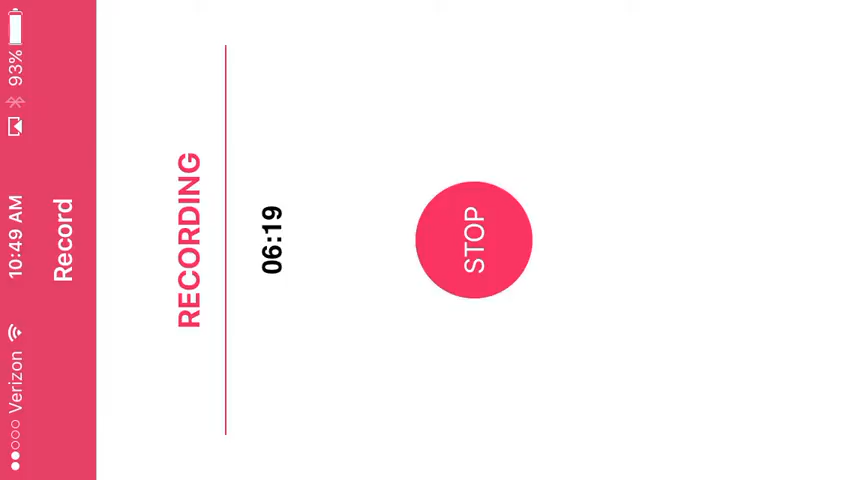 Verizon 10:49 AM 93%
Record
RECORDING
06:19
STOP